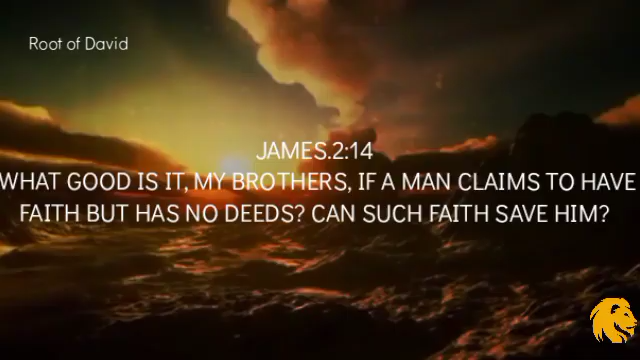 Root of David
JAMES.2:14
WHAT GOOD IS IT, MY BROTHERS, IF A MAN CLAIMS TO HAVE
FAITH BUT HAS NO DEEDS? CAN SUCH FAITH SAVE HIM?